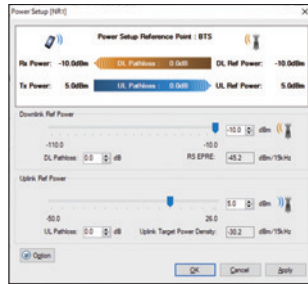 Power Setup [NR1]
Power Setup Reference Point : BTS
Rx Power: -10.0dBm DL Pathloss : 0.0dB DL Ref Power: -10.0dBm
Tx Power: 5.0dBm UL Pathloss : 0.0dB UL Ref Power: 5.0dBm
Downlink Ref Power
-10.0 dBm
-110.0 -10.0
DL Pathloss: 0.0 dB RS EPRE: -45.2 dBm/15kHz
Uplink Ref Power
5.0 dBm
-50.0 26.0
UL Pathloss: 0.0 dB Uplink Target Power Density: -30.2 dBm/15kHz
Option
OK Cancel Apply